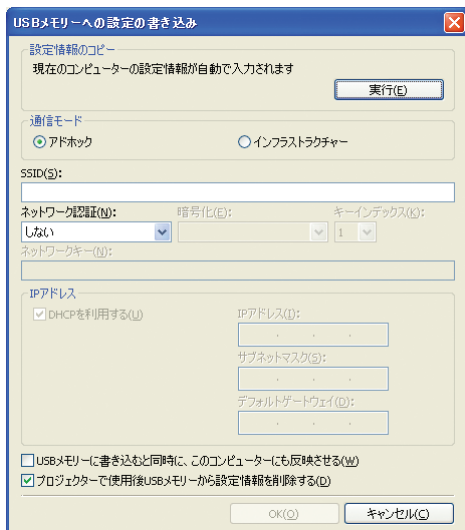 USBメモリーへの設定の書き込み
設定情報のコピー
現在のコンピューターの設定情報が自動で入力されます
実行(E)
通信モード
アドホック インフラストラクチャー
SSID(S):
ネットワーク認証(N): 暗号化(E): キーインデックス(K):
しない 1
ネットワークキー(N):
IPアドレス
DHCPを利用する(U) IPアドレス(I):
サブネットマスク(S):
デフォルトゲートウェイ(D):
USBメモリーに書き込むと同時に、このコンピューターにも反映させる(W)
プロジェクターで使用後USBメモリーから設定情報を削除する(D)
OK(O) キャンセル(C)